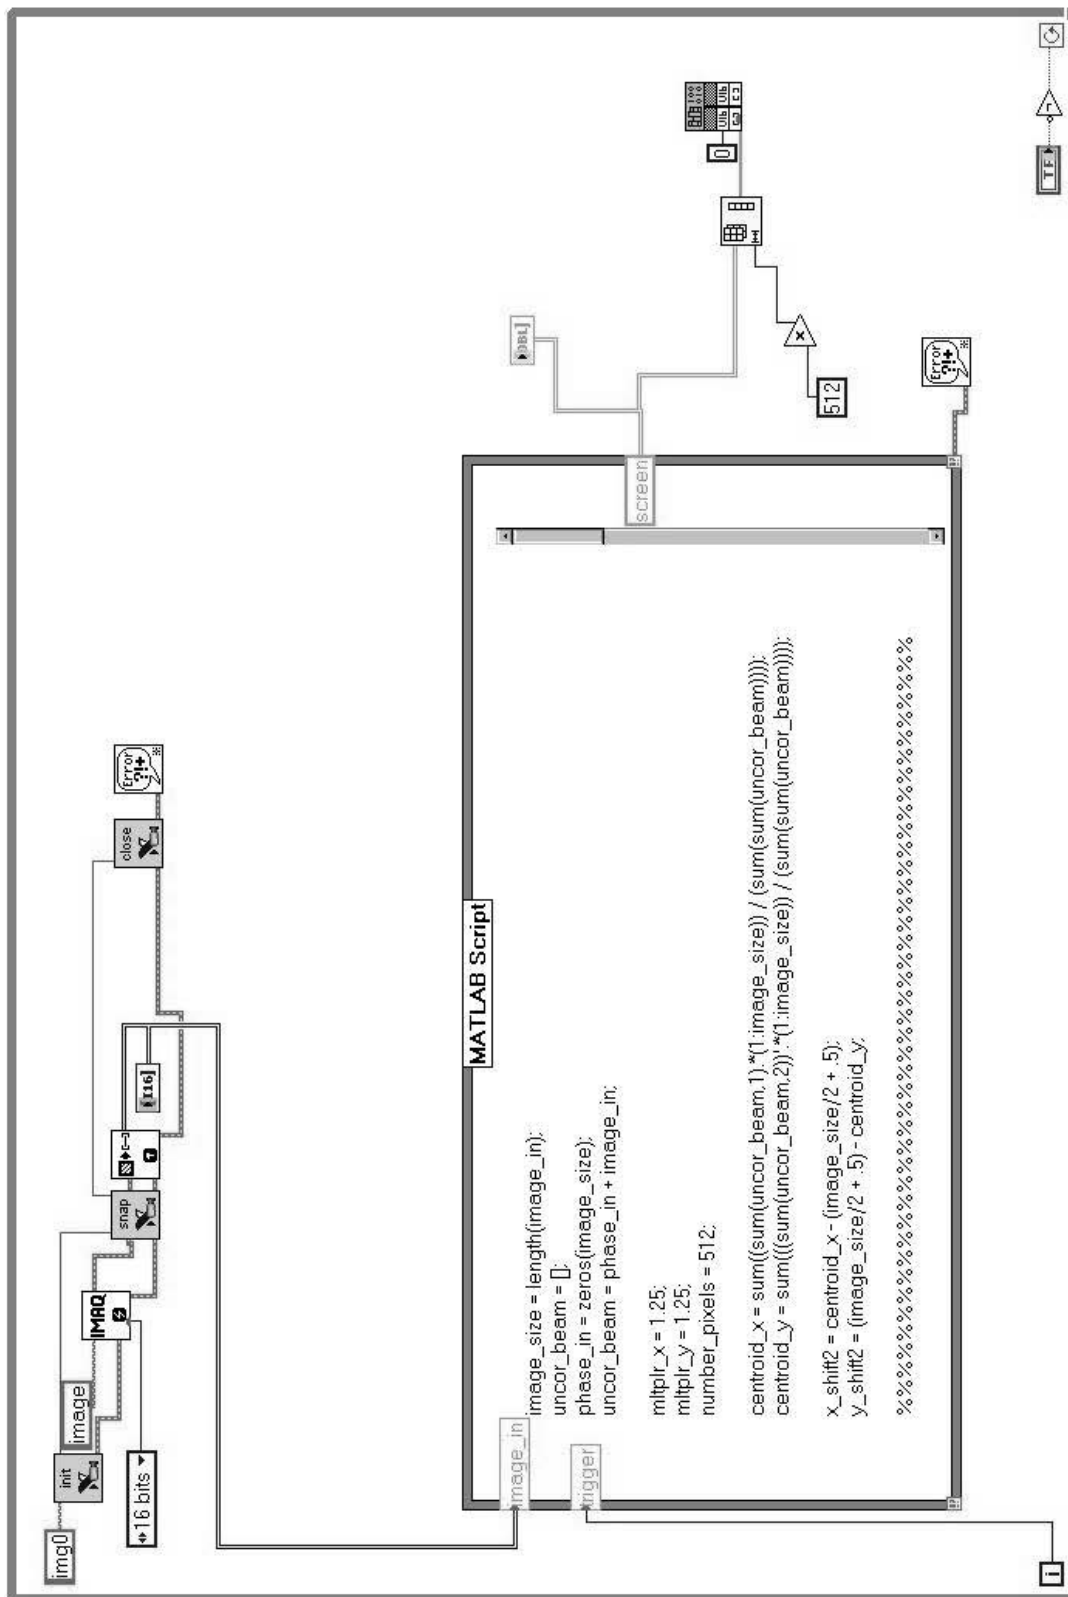 img0
init
image
16 bits
IMAQ
snap
[I16]
close
Error
?!+
MATLAB Script
image_in
trigger
image_size = length(image_in);
uncor_beam = [];
phase_in = zeros(image_size);
uncor_beam = phase_in + image_in;
mltplr_x = 1.25;
mltplr_y = 1.25;
number_pixels = 512;
centroid_x = sum((sum(uncor_beam,1).*(1:image_size)) / (sum(sum(uncor_beam))));
centroid_y = sum(((sum(uncor_beam,2))'.*(1:image_size)) / (sum(sum(uncor_beam))));
x_shift2 = centroid_x - (image_size/2 + .5);
y_shift2 = (image_size/2 + .5) - centroid_y;
%%%%%%%%%%%%%%%%%%%%%%%%%%%%%%
screen
[DBL]
512
x
0
Error
?!+
i
TF